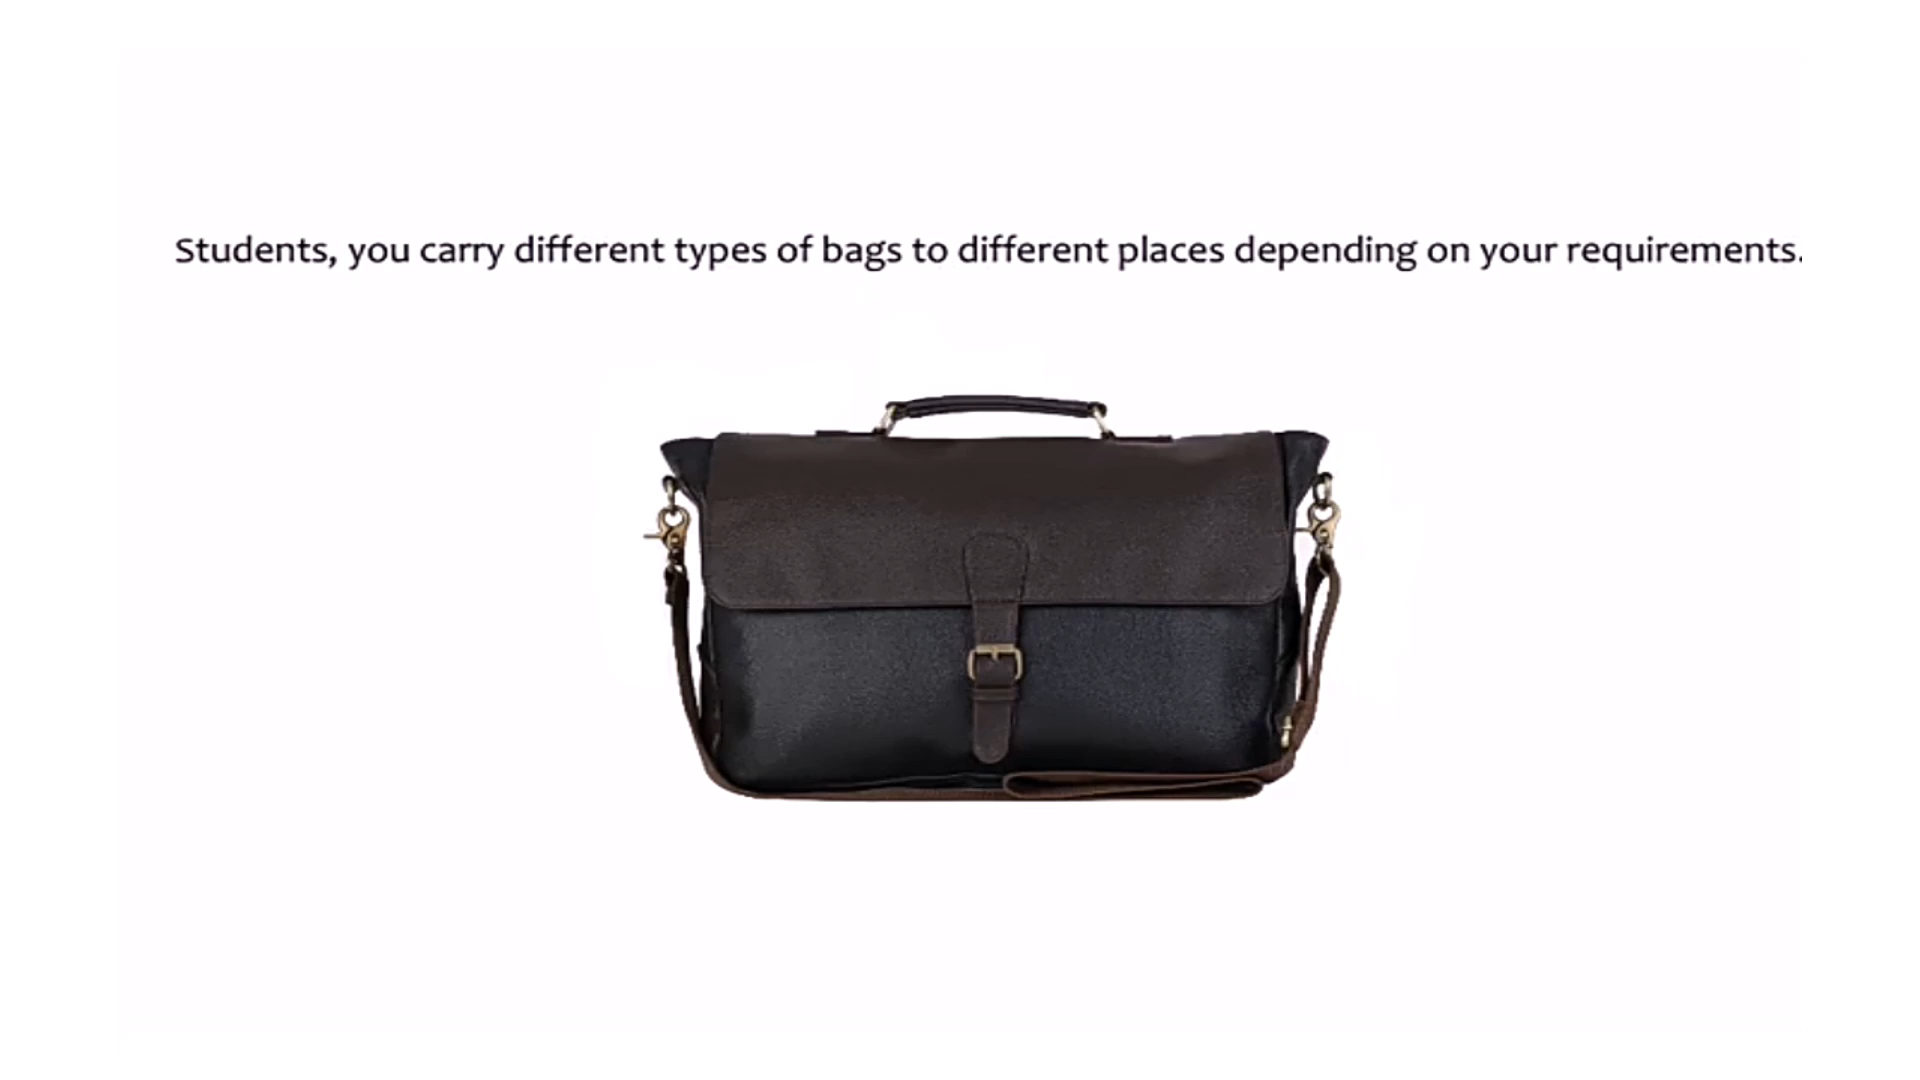 Students, you carry different types of bags to different places depending on your requirements.